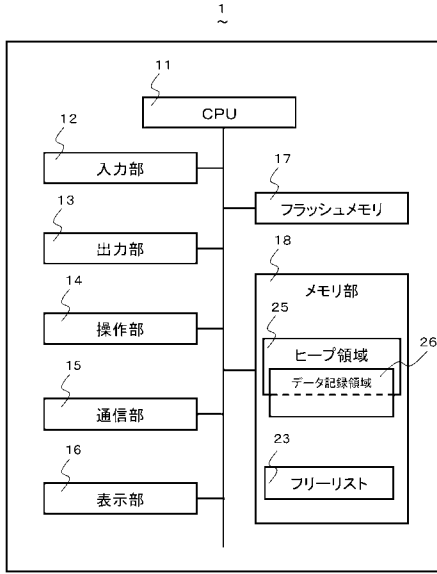 1
~
11
CPU
12
入力部
13
出力部
14
操作部
15
通信部
16
表示部
17
フラッシュメモリ
18
メモリ部
25
ヒープ領域
26
データ記録領域
23
フリーリスト